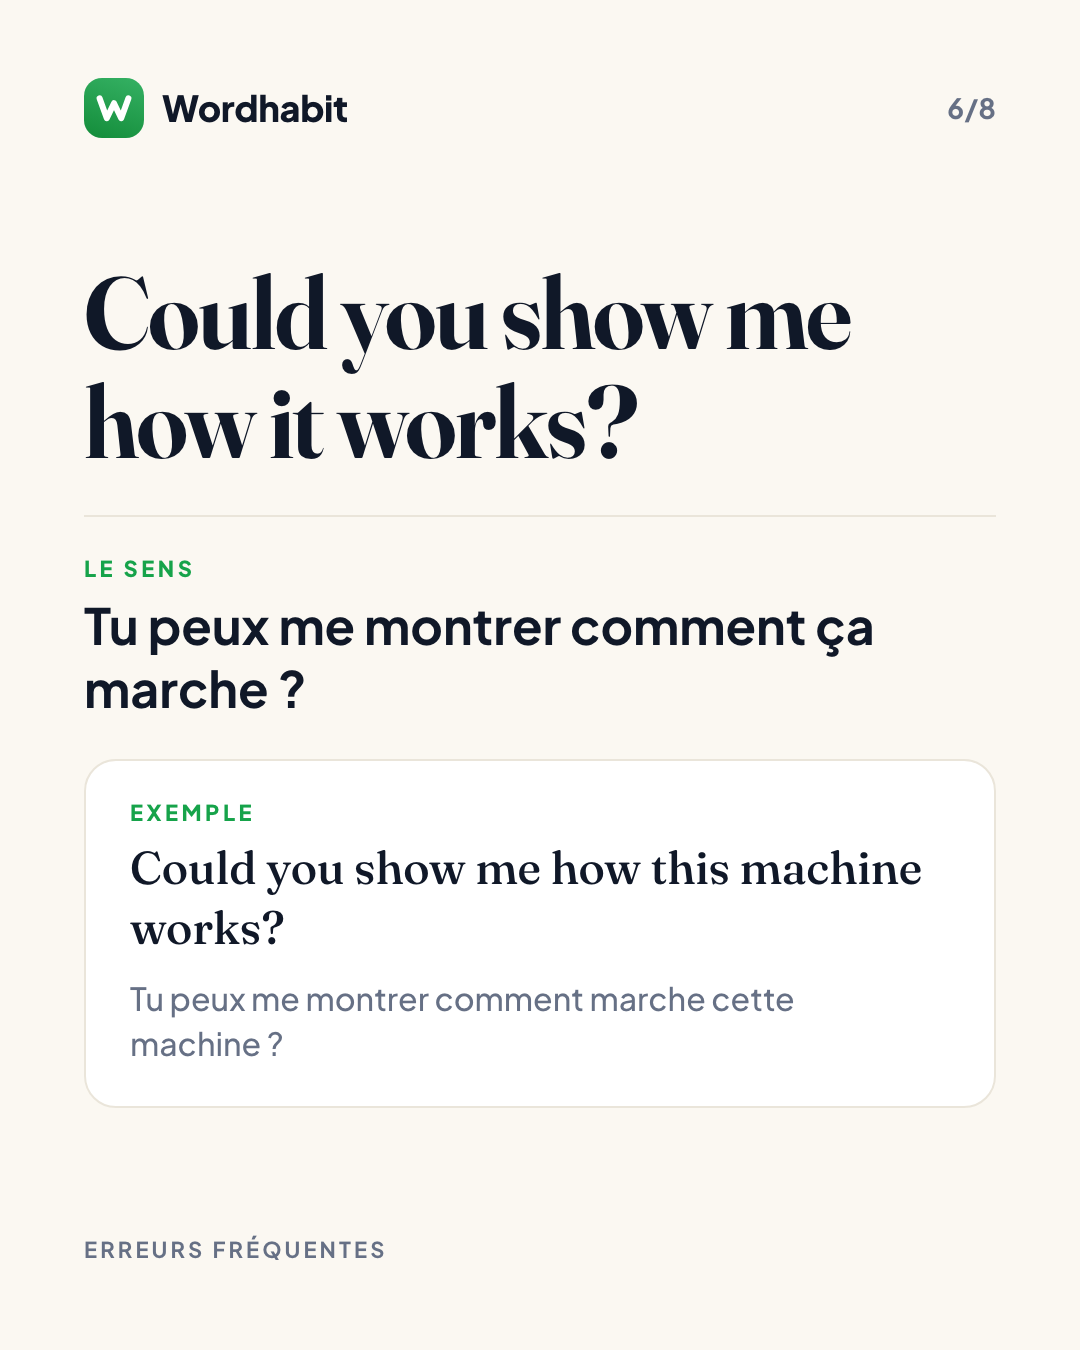 Wordhabit
6/8
Could you show me
how it works?
LE SENS
Tu peux me montrer comment ça
marche ?
EXEMPLE
Could you show me how this machine
works?
Tu peux me montrer comment marche cette
machine ?
ERREURS FRÉQUENTES